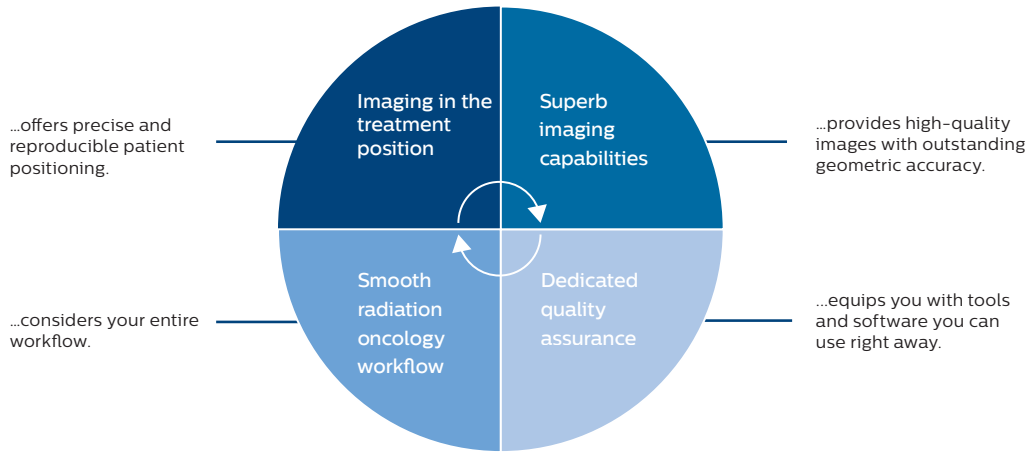 ...offers precise and
reproducible patient
positioning.
Imaging in the
treatment
position
Superb
imaging
capabilities
...provides high-quality
images with outstanding
geometric accuracy.
...considers your entire
workflow.
Smooth
radiation
oncology
workflow
Dedicated
quality
assurance
...equips you with tools
and software you can
use right away.